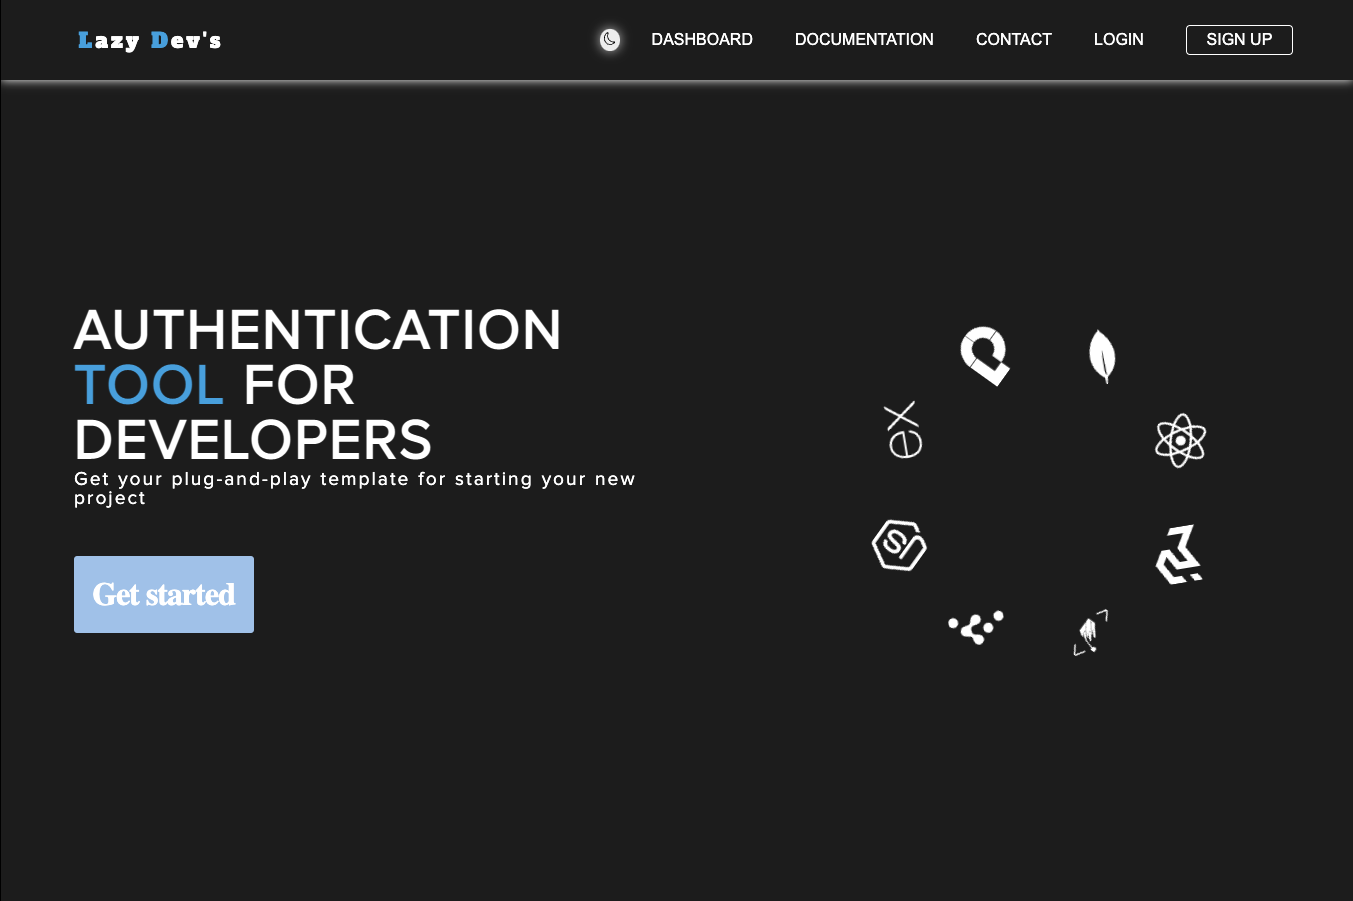 Lazy Dev's
DASHBOARD
DOCUMENTATION
CONTACT
LOGIN
SIGN UP
AUTHENTICATION
TOOL FOR
DEVELOPERS
Get your plug-and-play template for starting your new
project
Get started
ex